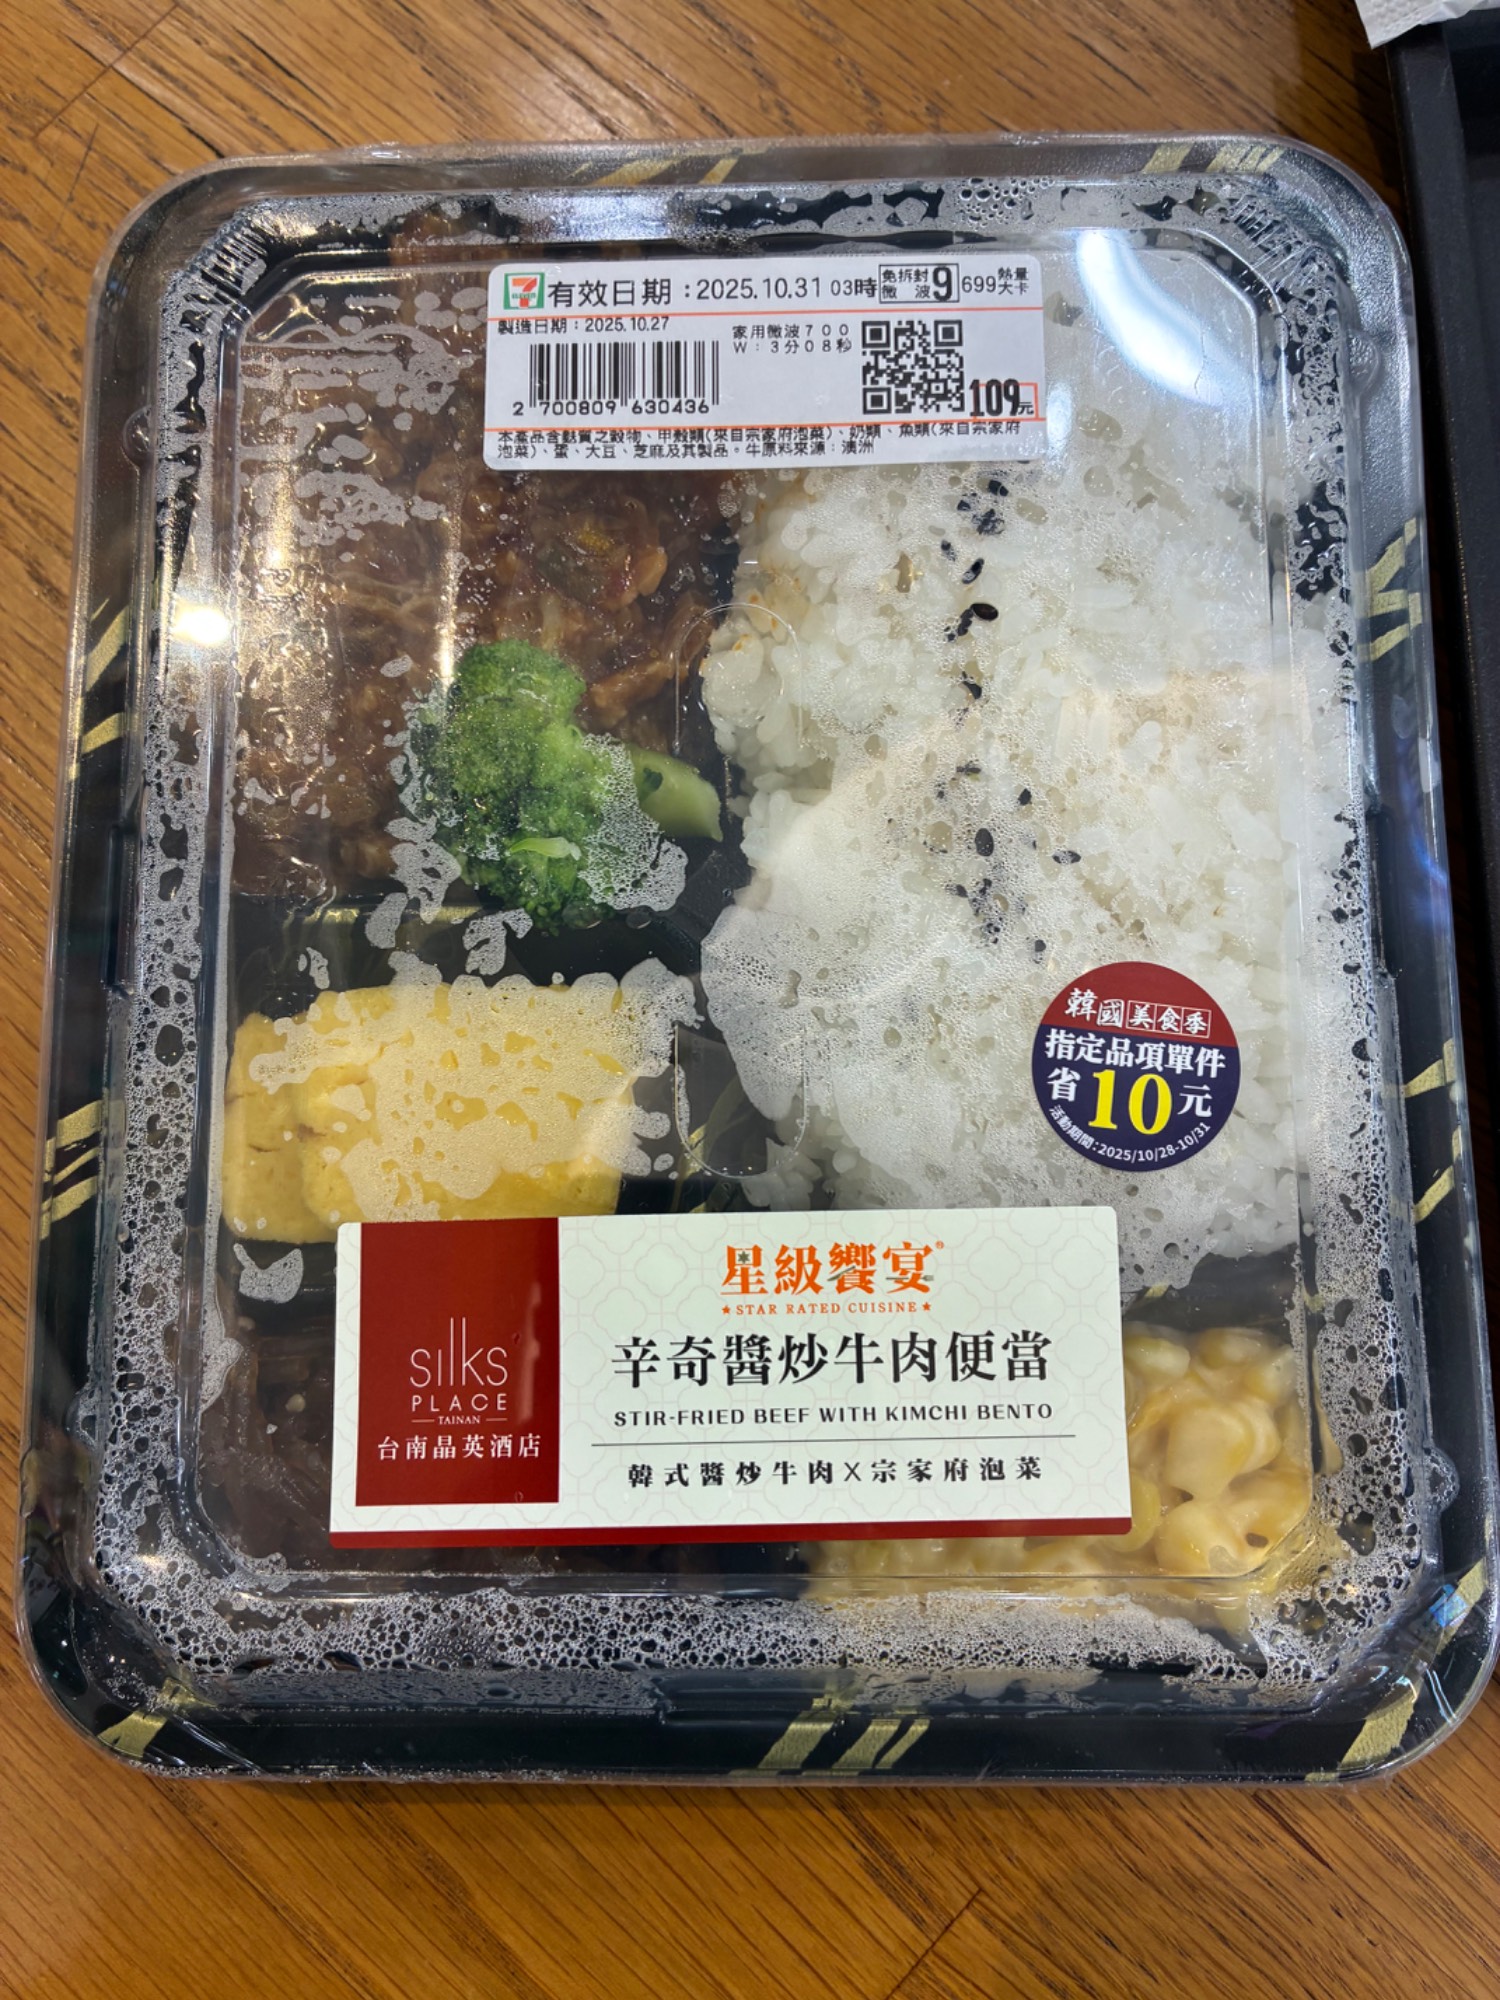 7
ELEVEN
有效日期：2025.10.31 03時
免拆封
微 波
9
699
熱量
大卡
製造日期：2025.10.27
家用微波700
W：3分08秒
2 700809 630436
109元
本產品含麩質之穀物、甲殼類(來自宗家府泡菜)、奶類、魚類(來自宗家府
泡菜)、蛋、大豆、芝麻及其製品。牛原料來源：澳洲
韓國美食季
指定品項單件
省10元
活動期間:2025/10/28-10/31
sılks
PLACE
TAINAN
台南晶英酒店
星級饗宴®
★STAR RATED CUISINE★
辛奇醬炒牛肉便當
STIR-FRIED BEEF WITH KIMCHI BENTO
韓式醬炒牛肉X宗家府泡菜